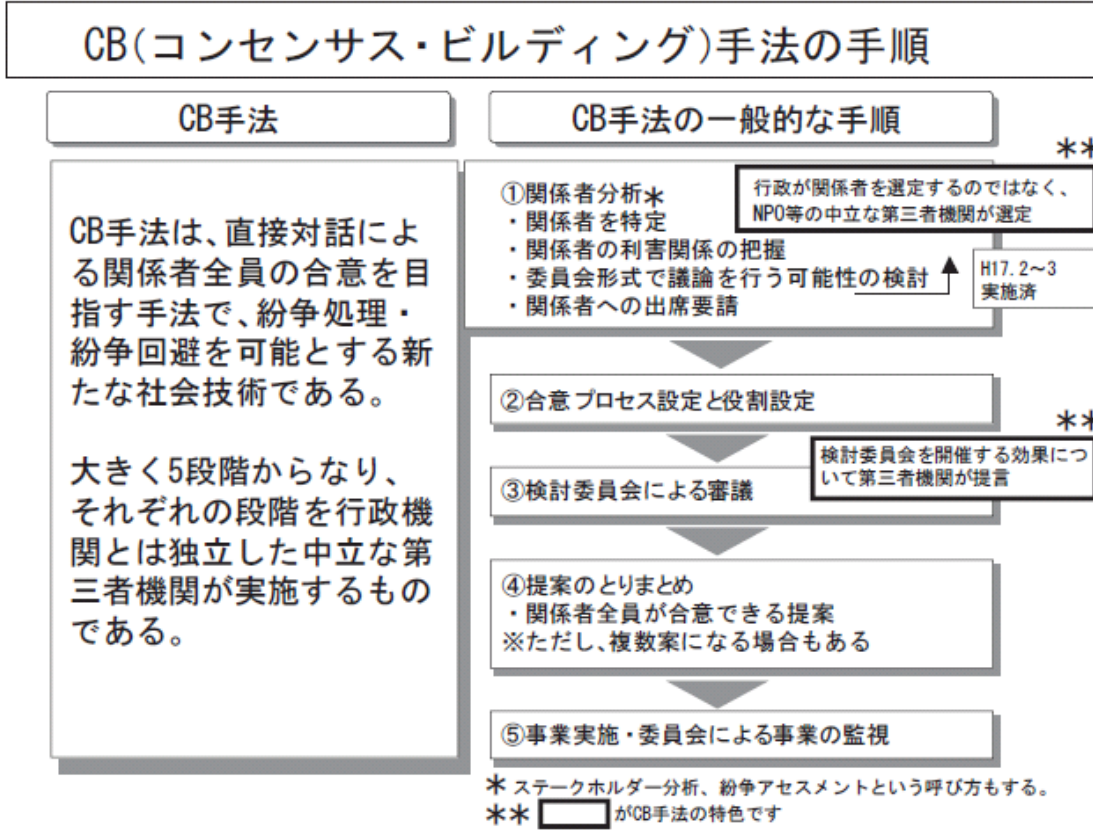 CB(コンセンサス・ビルディング)手法の手順
CB手法
CB手法は、直接対話によ
る関係者全員の合意を目
指す手法で、紛争処理・
紛争回避を可能とする新
たな社会技術である。
大きく5段階からなり、
それぞれの段階を行政機
関とは独立した中立な第
三者機関が実施するもの
である。
CB手法の一般的な手順
**
①関係者分析*
・関係者を特定
・関係者の利害関係の把握
・委員会形式で議論を行う可能性の検討
・関係者への出席要請
行政が関係者を選定するのではなく、
NPO等の中立な第三者機関が選定
H17.2～3
実施済
②合意プロセス設定と役割設定
**
③検討委員会による審議
検討委員会を開催する効果につ
いて第三者機関が提言
④提案のとりまとめ
・関係者全員が合意できる提案
※ただし、複数案になる場合もある
⑤事業実施・委員会による事業の監視
* ステークホルダー分析、紛争アセスメントという呼び方もする。
** がCB手法の特色です